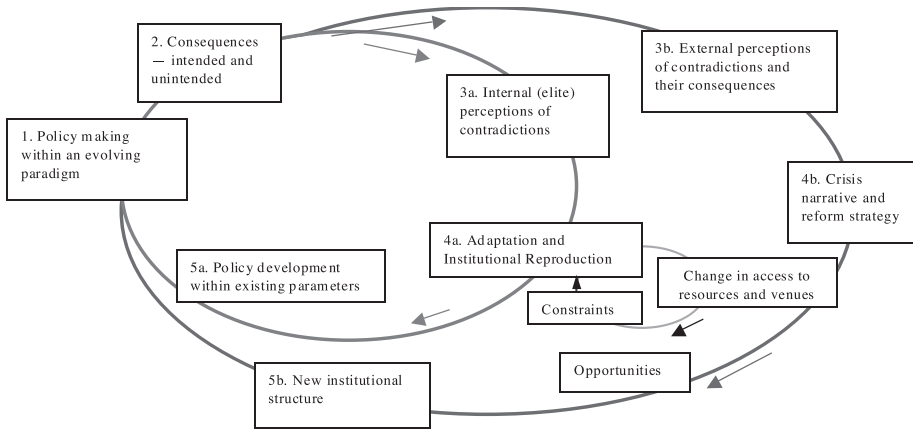 2. Consequences
— intended and
unintended
3b. External perceptions
of contradictions and
their consequences
3a. Internal (elite)
perceptions of
contradictions
1. Policy making
within an evolving
paradigm
4b. Crisis
narrative and
reform strategy
4a. Adaptation and
Institutional Reproduction
5a. Policy development
within existing parameters
Change in access to
resources and venues
Constraints
Opportunities
5b. New institutional
structure